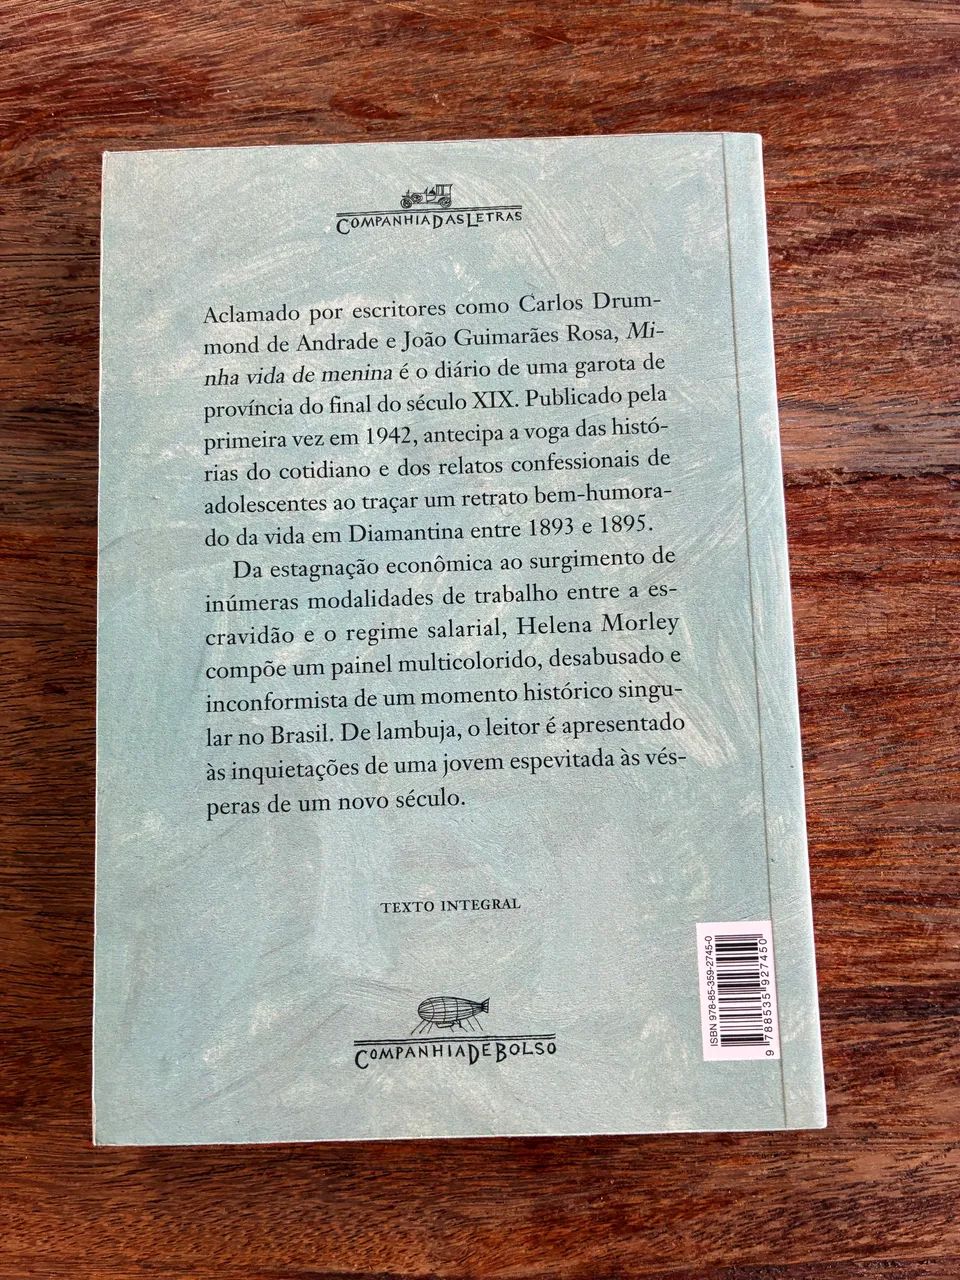 COMPANHIA DAS LETRAS
Aclamado por escritores como Carlos Drum-
mond de Andrade e João Guimarães Rosa, Mi-
nha vida de menina é o diário de uma garota de
província do final do século XIX. Publicado pela
primeira vez em 1942, antecipa a voga das histó-
rias do cotidiano e dos relatos confessionais de
adolescentes ao traçar um retrato bem-humora-
do da vida em Diamantina entre 1893 e 1895.
Da estagnação econômica ao surgimento de
inúmeras modalidades de trabalho entre a es-
cravidão e o regime salarial, Helena Morley
compõe um painel multicolorido, desabusado e
inconformista de um momento histórico singu-
lar no Brasil. De lambuja, o leitor é apresentado
às inquietações de uma jovem espevitada às vés-
peras de um novo século.
TEXTO INTEGRAL
COMPANHIA DE BOLSO
ISBN 978-85-359-2745-0
9 788535 927450